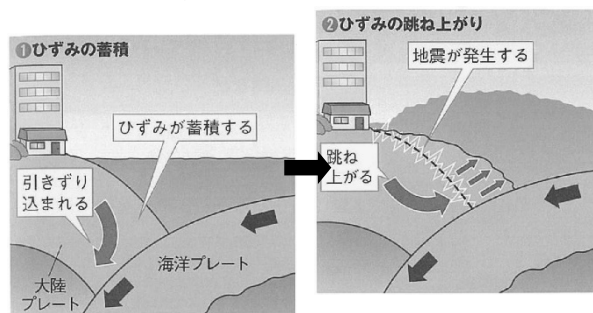 ❶ひずみの蓄積
ひずみが蓄積する
引きずり
込まれる
大陸
プレート
海洋プレート
❷ひずみの跳ね上がり
地震が発生する
跳ね
上がる